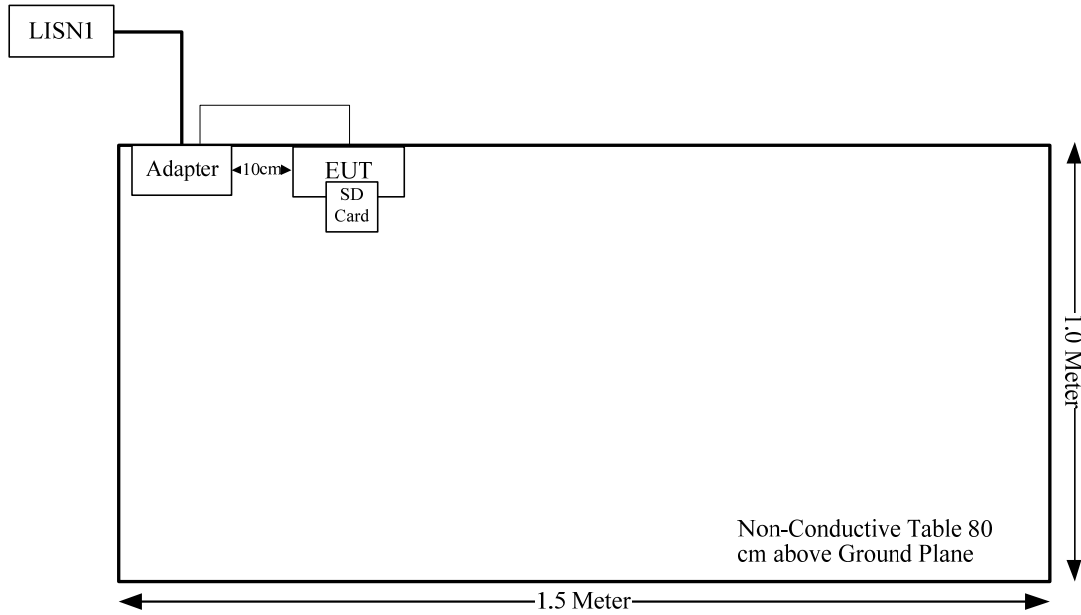 LISN1
Adapter
10cm
EUT
SD
Card
1.0 Meter
Non-Conductive Table 80
cm above Ground Plane
1.5 Meter